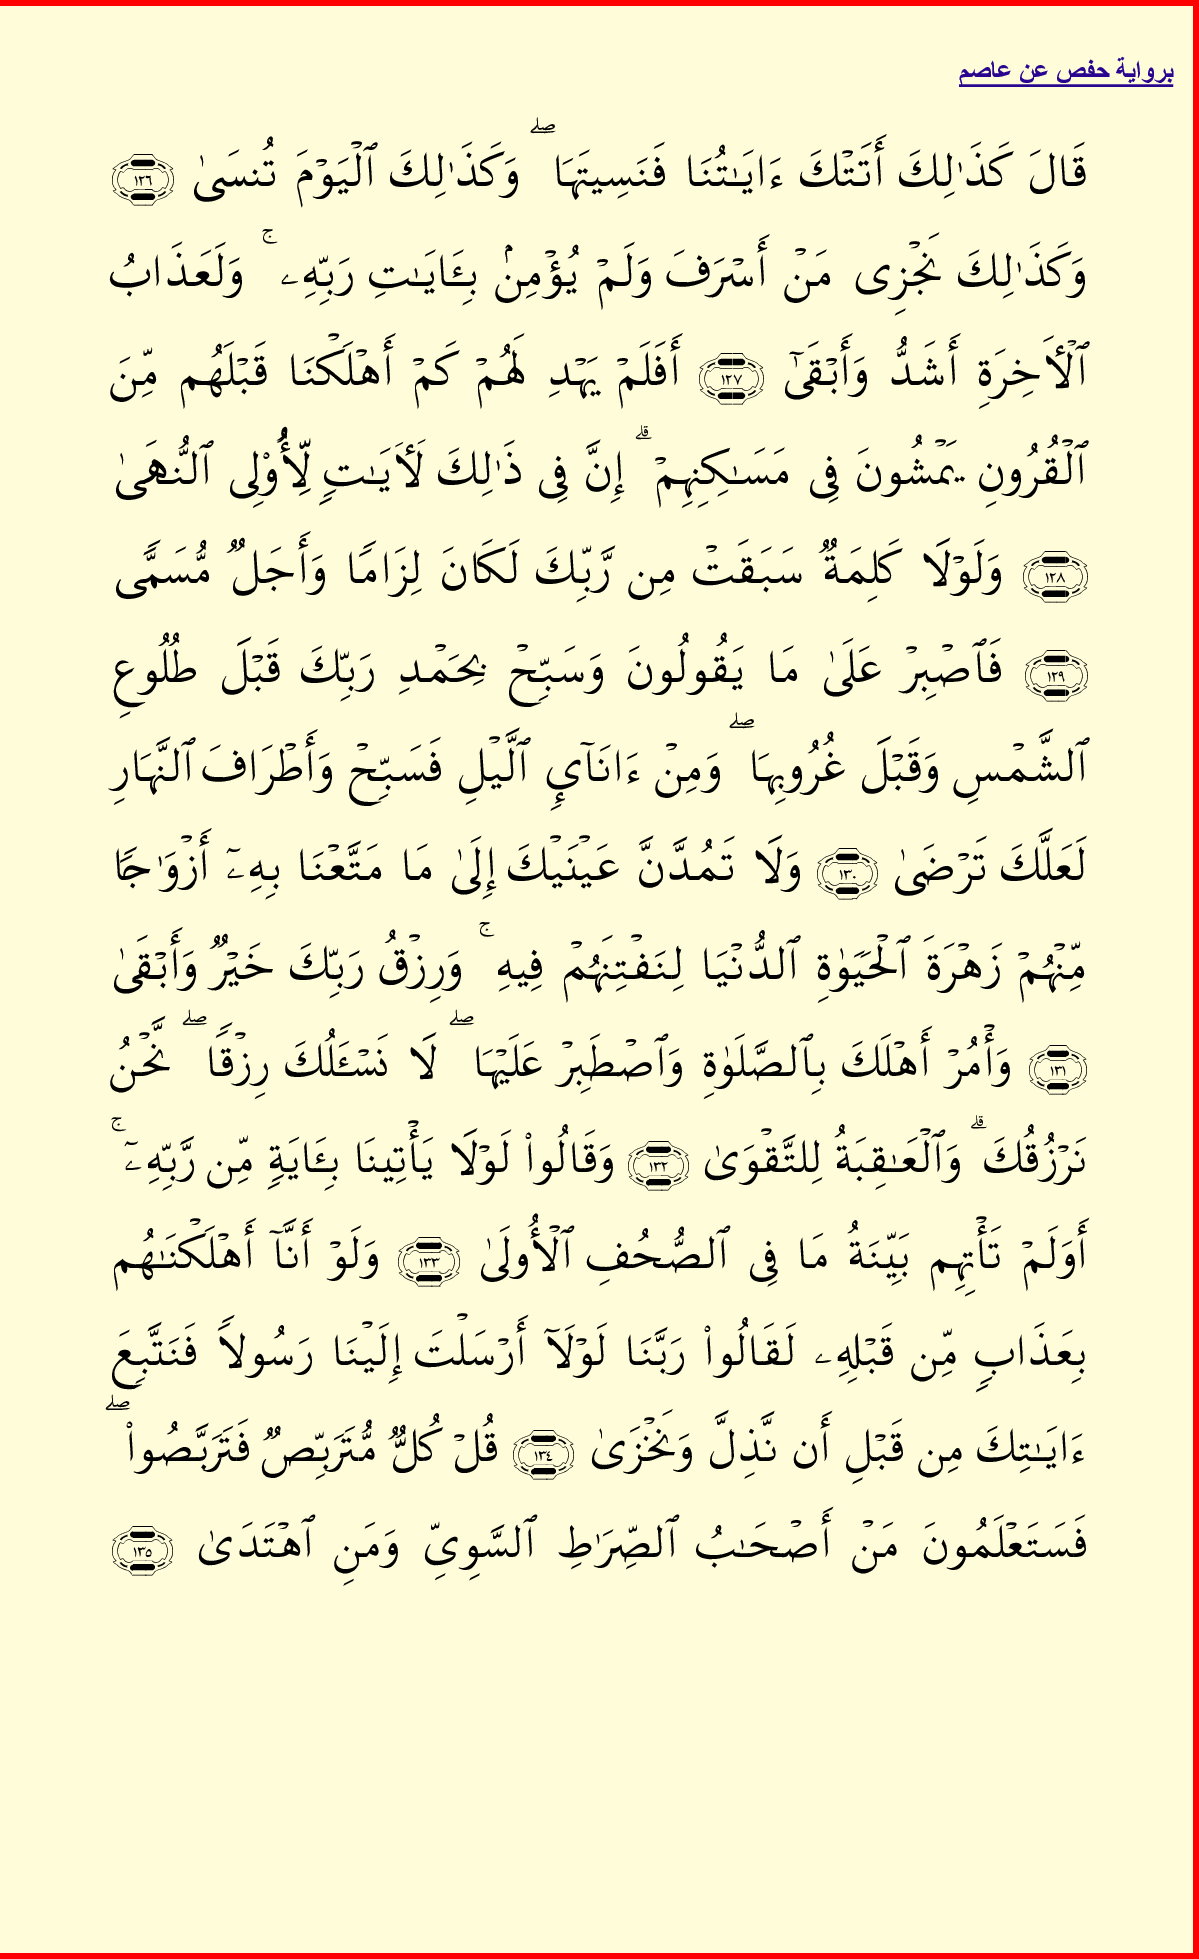 برواية حفص عن عاصم
قَالَ كَذَٰلِكَ أَتَتۡكَ ءَايَٰتُنَا فَنَسِيتَهَاۖ وَكَذَٰلِكَ ٱلۡيَوۡمَ تُنسَىٰ ١٢٦
وَكَذَٰلِكَ نَجۡزِي مَنۡ أَسۡرَفَ وَلَمۡ يُؤۡمِنۢ بِـَٔايَٰتِ رَبِّهِۦۚ وَلَعَذَابُ
ٱلۡأٓخِرَةِ أَشَدُّ وَأَبۡقَىٰٓ ١٢٧ أَفَلَمۡ يَهۡدِ لَهُمۡ كَمۡ أَهۡلَكۡنَا قَبۡلَهُم مِّنَ
ٱلۡقُرُونِ يَمۡشُونَ فِي مَسَٰكِنِهِمۡۚ إِنَّ فِي ذَٰلِكَ لَأٓيَٰتٖ لِّأُوْلِي ٱلنُّهَىٰ
١٢٨ وَلَوۡلَا كَلِمَةٞ سَبَقَتۡ مِن رَّبِّكَ لَكَانَ لِزَامٗا وَأَجَلٞ مُّسَمّٗى
١٢٩ فَٱصۡبِرۡ عَلَىٰ مَا يَقُولُونَ وَسَبِّحۡ بِحَمۡدِ رَبِّكَ قَبۡلَ طُلُوعِ
ٱلشَّمۡسِ وَقَبۡلَ غُرُوبِهَاۖ وَمِنۡ ءَانَآيِٕ ٱلَّيۡلِ فَسَبِّحۡ وَأَطۡرَافَ ٱلنَّهَارِ
لَعَلَّكَ تَرۡضَىٰ ١٣٠ وَلَا تَمُدَّنَّ عَيۡنَيۡكَ إِلَىٰ مَا مَتَّعۡنَا بِهِۦٓ أَزۡوَٰجٗا
مِّنۡهُمۡ زَهۡرَةَ ٱلۡحَيَوٰةِ ٱلدُّنۡيَا لِنَفۡتِنَهُمۡ فِيهِۚ وَرِزۡقُ رَبِّكَ خَيۡرٞ وَأَبۡقَىٰ
١٣١ وَأۡمُرۡ أَهۡلَكَ بِٱلصَّلَوٰةِ وَٱصۡطَبِرۡ عَلَيۡهَاۖ لَا نَسۡـَٔلُكَ رِزۡقٗاۖ نَّحۡنُ
نَرۡزُقُكَۗ وَٱلۡعَٰقِبَةُ لِلتَّقۡوَىٰ ١٣٢ وَقَالُواْ لَوۡلَا يَأۡتِينَا بِـَٔايَةٖ مِّن رَّبِّهِۦٓۚ
أَوَلَمۡ تَأۡتِهِم بَيِّنَةُ مَا فِي ٱلصُّحُفِ ٱلۡأُولَىٰ ١٣٣ وَلَوۡ أَنَّآ أَهۡلَكۡنَٰهُم
بِعَذَابٖ مِّن قَبۡلِهِۦ لَقَالُواْ رَبَّنَا لَوۡلَآ أَرۡسَلۡتَ إِلَيۡنَا رَسُولٗا فَنَتَّبِعَ
ءَايَٰتِكَ مِن قَبۡلِ أَن نَّذِلَّ وَنَخۡزَىٰ ١٣٤ قُلۡ كُلّٞ مُّتَرَبِّصٞ فَتَرَبَّصُواْۖ
فَسَتَعۡلَمُونَ مَنۡ أَصۡحَٰبُ ٱلصِّرَٰطِ ٱلسَّوِيِّ وَمَنِ ٱهۡتَدَىٰ ١٣٥